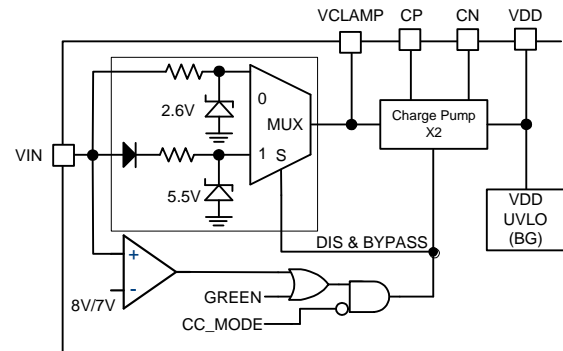 VCLAMP CP CN VDD
0
2.6V
MUX
Charge Pump
X2
VIN
1 S
5.5V
VDD
UVLO
(BG)
DIS & BYPASS
+
-
8V/7V
GREEN
CC_MODE